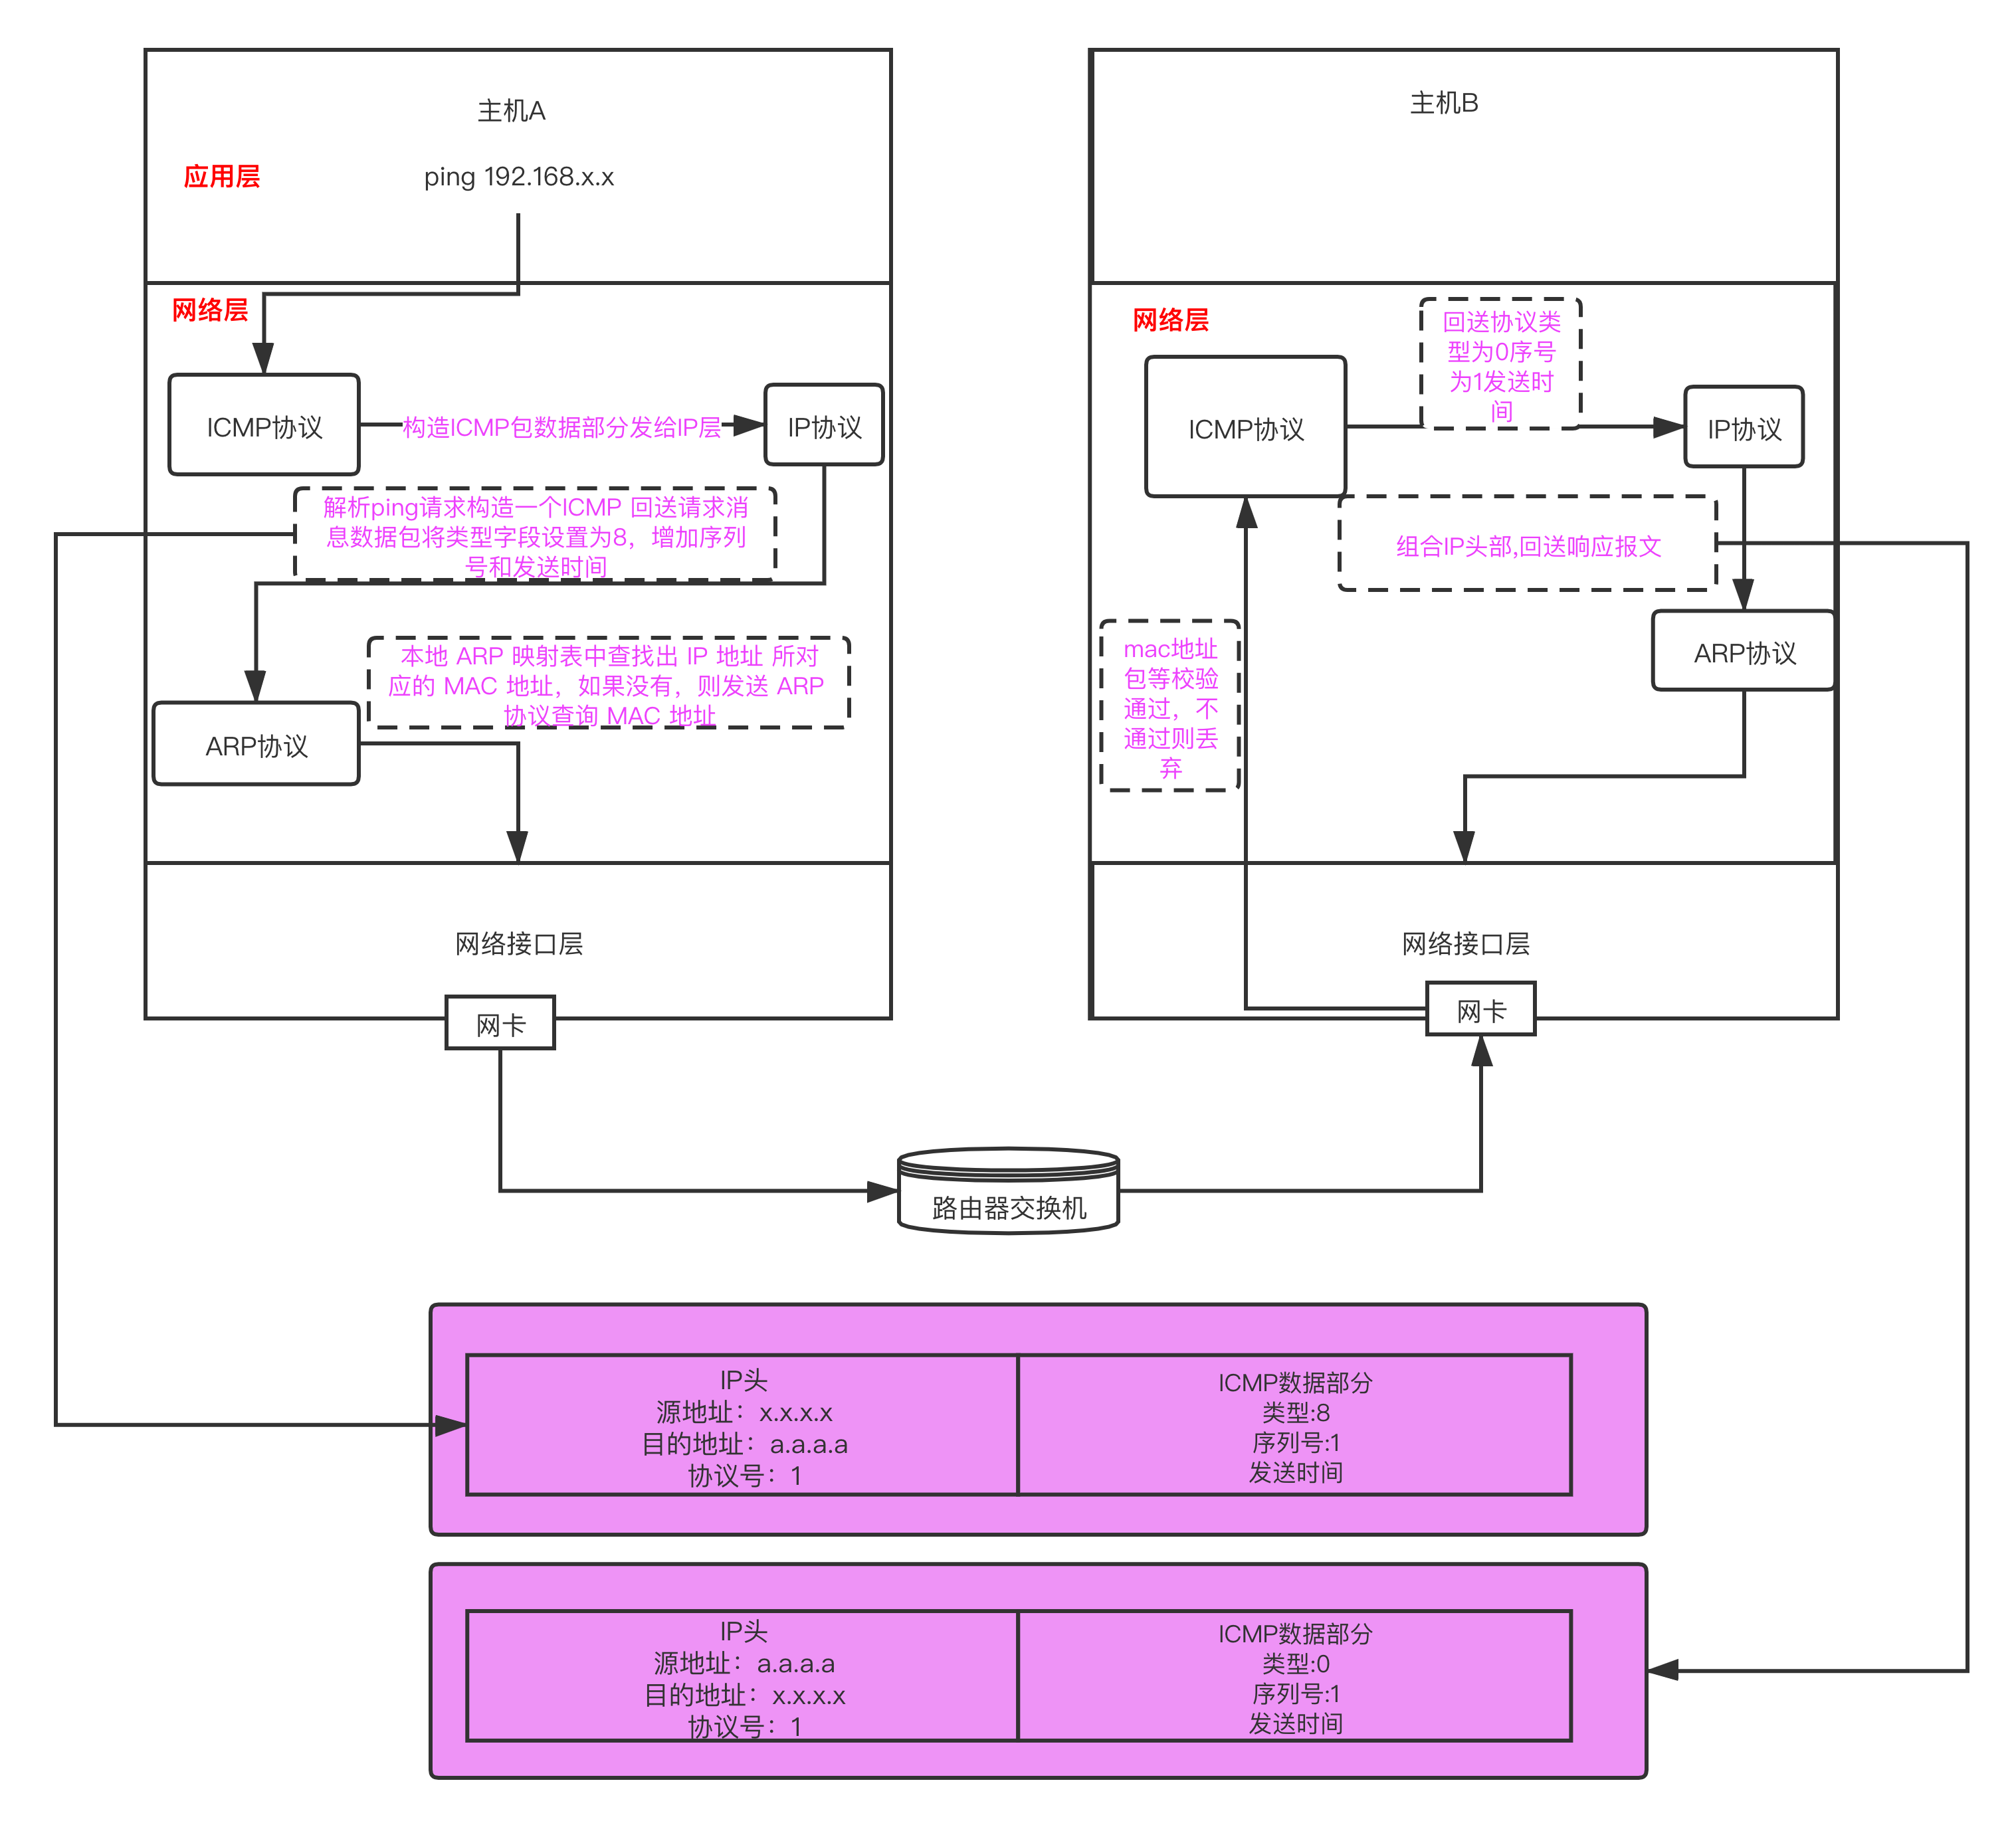 主机A
应用层
ping 192.168.x.x
网络层
ICMP协议
构造ICMP包数据部分发给IP层
IP协议
解析ping请求构造一个ICMP 回送请求消
息数据包将类型字段设置为8，增加序列
号和发送时间
本地 ARP 映射表中查找出 IP 地址 所对
应的 MAC 地址，如果没有，则发送 ARP
协议查询 MAC 地址
ARP协议
网络接口层
网卡
主机B
网络层
回送协议类
型为0序号
为1发送时
间
ICMP协议
IP协议
组合IP头部,回送响应报文
mac地址
包等校验
通过，不
通过则丢
弃
ARP协议
网络接口层
网卡
路由器交换机
IP头
源地址：x.x.x.x
目的地址：a.a.a.a
协议号：1
ICMP数据部分
类型:8
序列号:1
发送时间
IP头
源地址：a.a.a.a
目的地址：x.x.x.x
协议号：1
ICMP数据部分
类型:0
序列号:1
发送时间